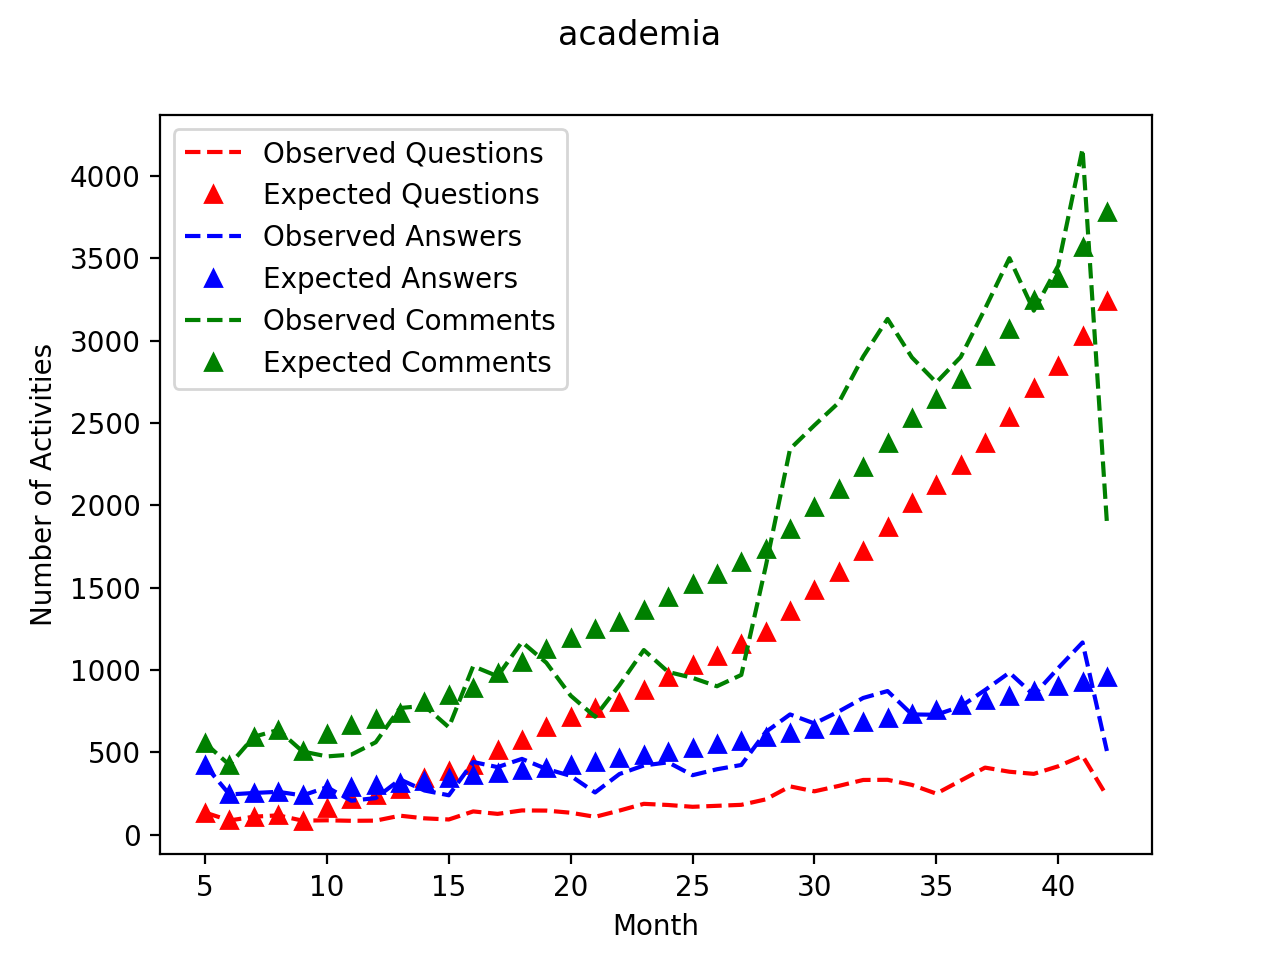 academia
Observed Questions
Expected Questions
Observed Answers
Expected Answers
Observed Comments
Expected Comments
Number of Activities
4000
3500
3000
2500
2000
1500
1000
500
0
5 10 15 20 25 30 35 40
Month